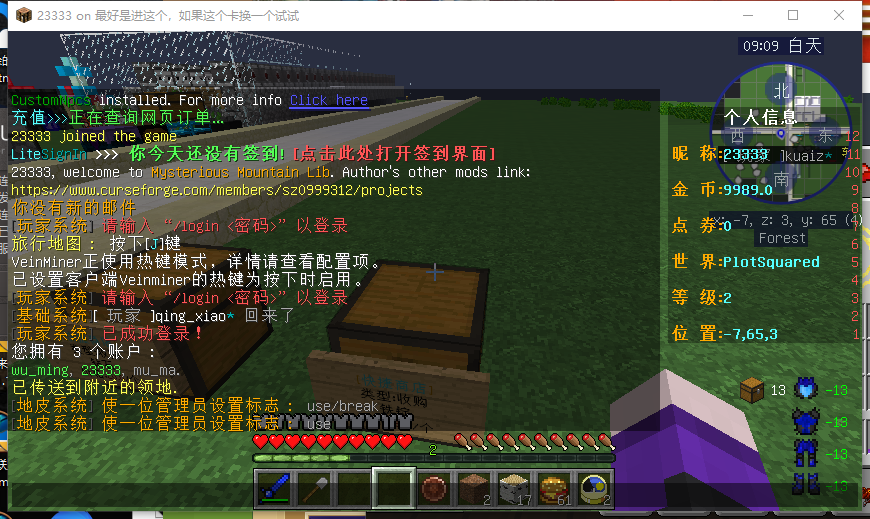 23333 on 最好是进这个，如果这个卡换一个试试
09:09 白天
CustomNpcs installed. For more info Click here
充值>>>正在查询网页订单...
23333 joined the game
LiteSignIn >>> 你今天还没有签到! [点击此处打开签到界面]
23333, welcome to Mysterious Mountain Lib. Author's other mods link:
https://www.curseforge.com/members/sz0999312/projects
你没有新的邮件
[玩家系统] 请输入“/login <密码>”以登录
旅行地图： 按下[J]键
VeinMiner正使用热键模式，详情请查看配置项。
已设置客户端Veinminer的热键为按下时启用。
[玩家系统] 请输入“/login <密码>”以登录
[基础系统[ 玩家 ]qing_xiao* 回来了
[玩家系统] 已成功登录！
您拥有 3 个账户：
wu_ming, 23333, mu_ma.
已传送到附近的领地.
[地皮系统] 使一位管理员设置标志： use/break
[地皮系统] 使一位管理员设置标志： use
北
西
东
南
个人信息
12
昵 称:23333
]kuaiz*
11
10
金 币:9989.0
9
8
x: -7, z: 3, y: 65 (4)
点 券:0
7
Forest
6
世 界:PlotSquared
5
4
等 级:2
3
2
位 置:-7,65,3
1
类型:收购
13
-13
-13
-13
-13
2
2
17
61
2